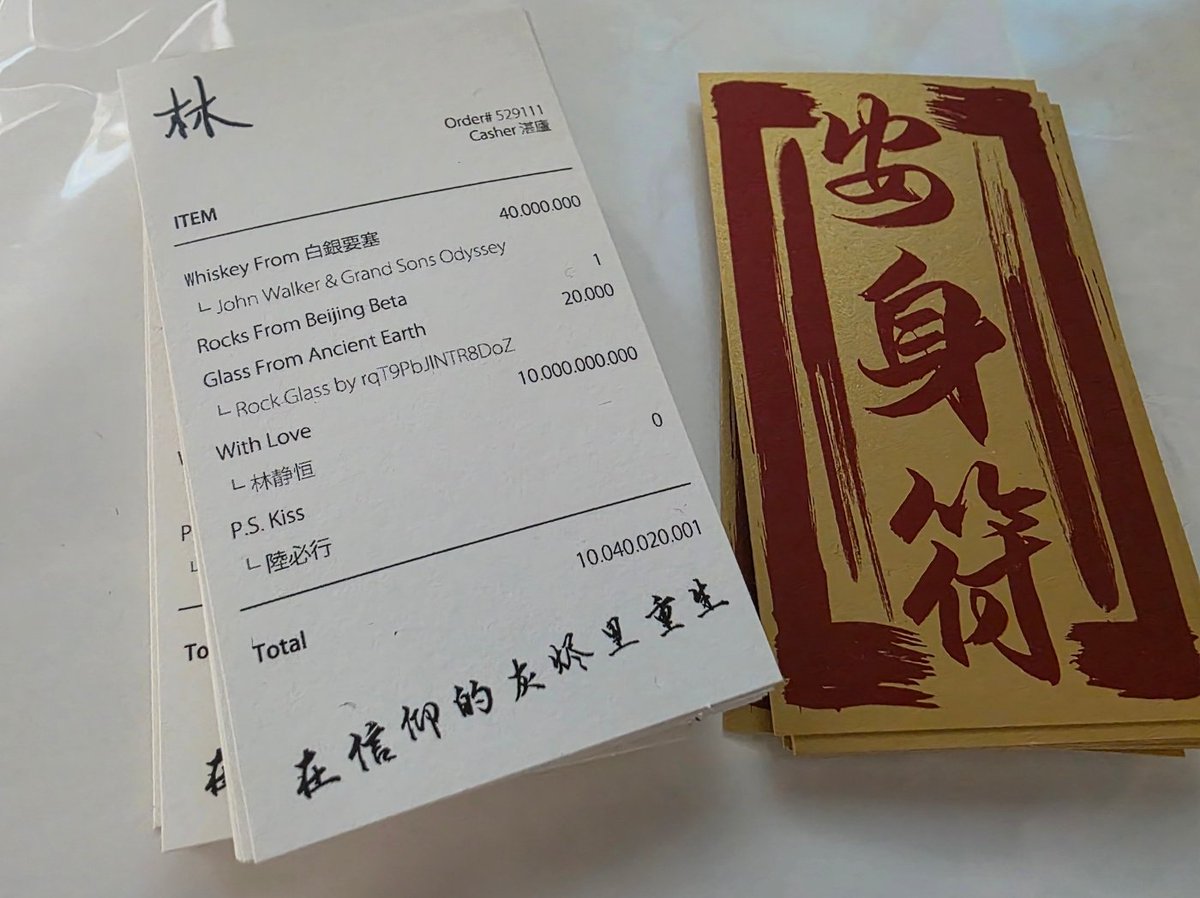 林
Order# 529111
Casher 湛廬
ITEM
Whiskey From 白銀要塞 40.000.000
└ John Walker & Grand Sons Odyssey
Rocks From Beijing Beta 1
Glass From Ancient Earth 20.000
└ Rock Glass by rqT9PbJlNTR8DoZ
With Love 10.000.000.000
└ 林静恒
P.S. Kiss 0
└ 陸必行
Total 10.040.020.001
在信仰的灰烬里重生
安身符